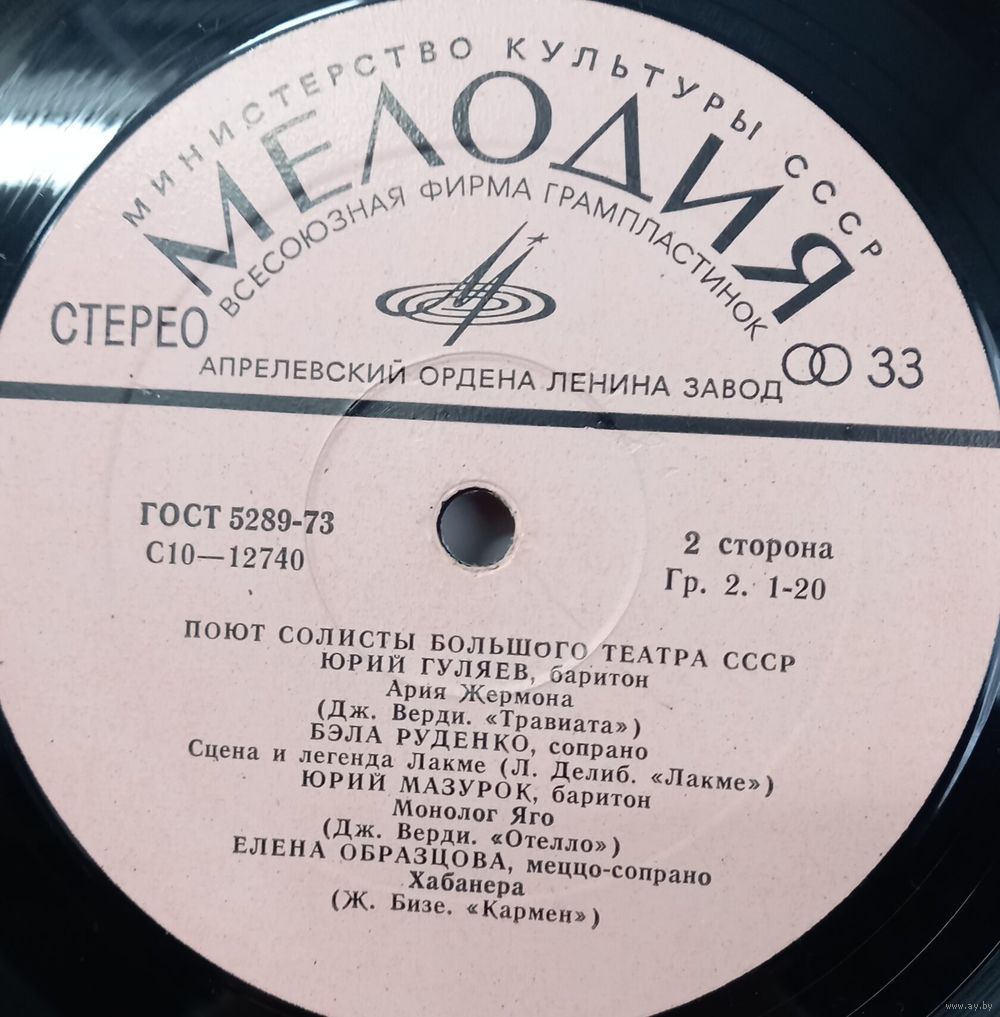 МИНИСТЕРСТВО КУЛЬТУРЫ СССР
МЕЛОДИЯ
ВСЕСОЮЗНАЯ ФИРМА ГРАМПЛАСТИНОК
СТЕРЕО
33
АПРЕЛЕВСКИЙ ОРДЕНА ЛЕНИНА ЗАВОД
ГОСТ 5289-73
С10—12740
2 сторона
Гр. 2. 1-20
ПОЮТ СОЛИСТЫ БОЛЬШОГО ТЕАТРА СССР
ЮРИЙ ГУЛЯЕВ, баритон
Ария Жермона
(Дж. Верди. «Травиата»)
БЭЛА РУДЕНКО, сопрано
Сцена и легенда Лакме (Л. Делиб. «Лакме»)
ЮРИЙ МАЗУРОК, баритон
Монолог Яго
(Дж. Верди. «Отелло»)
ЕЛЕНА ОБРАЗЦОВА, меццо-сопрано
Хабанера
(Ж. Бизе. «Кармен»)
www.ay.by